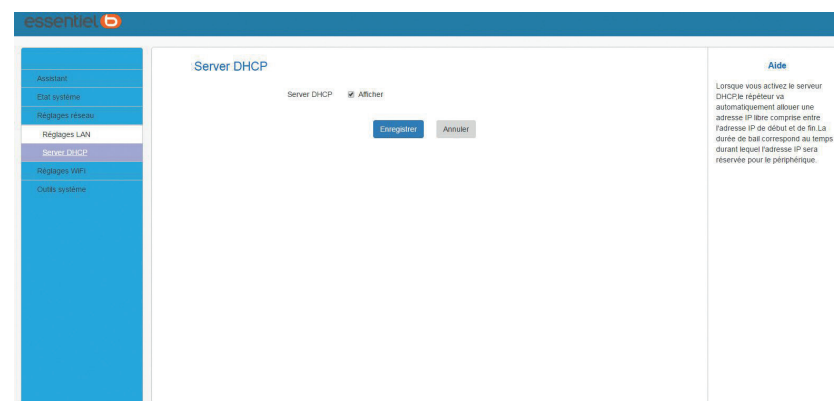 essentiel b
Assistant
Etat système
Réglages réseau
Réglages LAN
Server DHCP
Réglages WiFi
Outils système
Server DHCP
Server DHCP Afficher
Enregistrer Annuler
Aide
Lorsque vous activez le serveur
DHCP,le répéteur va
automatiquement allouer une
adresse IP libre comprise entre
l'adresse IP de début et de fin.La
durée de bail correspond au temps
durant lequel l'adresse IP sera
réservée pour le périphérique.